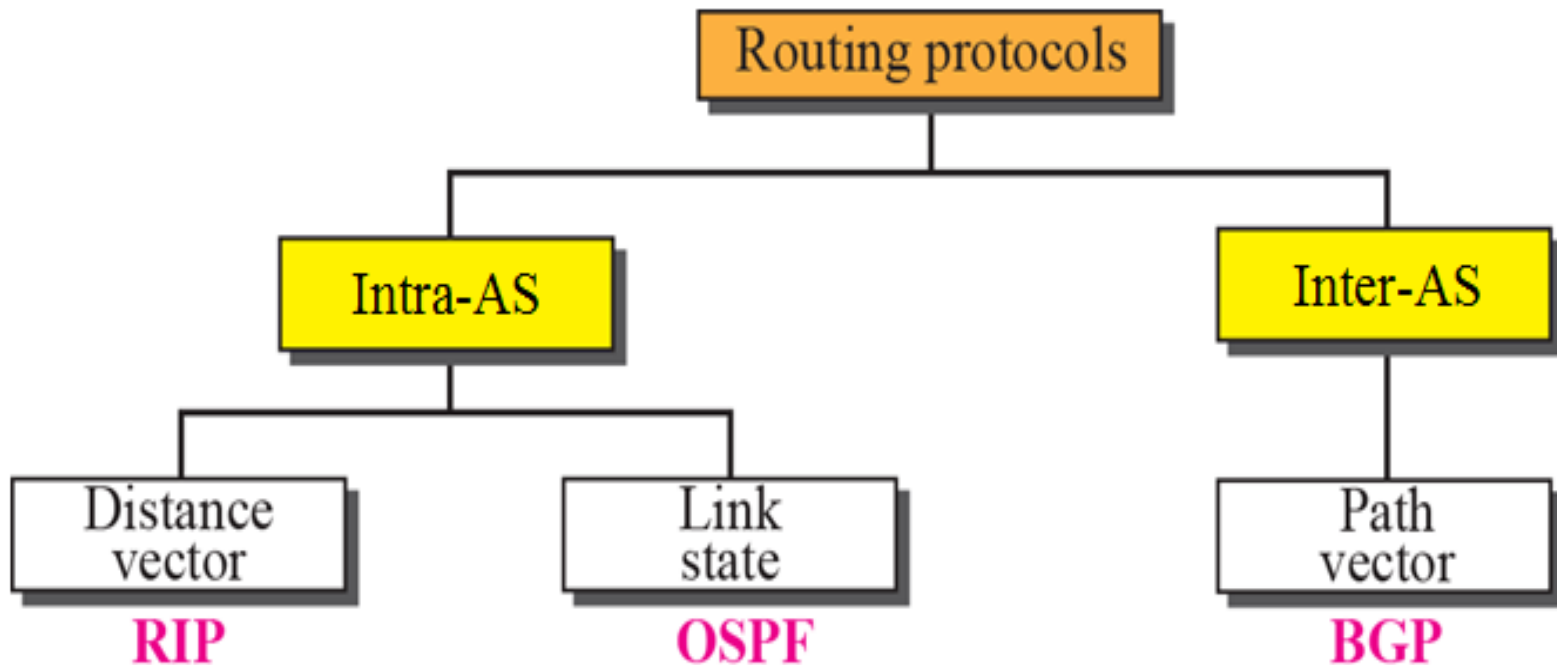 Routing protocols
Intra-AS
Inter-AS
Distance
vector
Link
state
Path
vector
RIP
OSPF
BGP